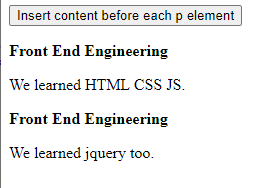 Insert content before each p element
Front End Engineering
We learned HTML CSS JS.
Front End Engineering
We learned jquery too.